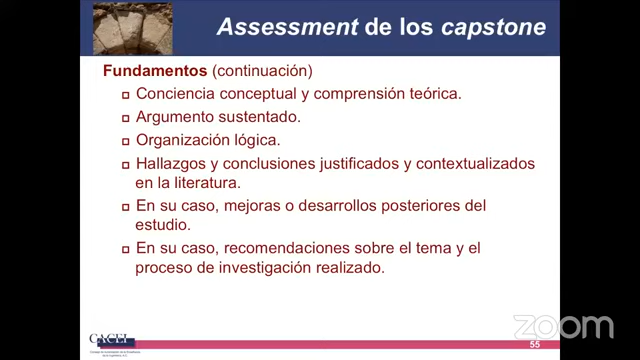 Assessment de los capstone
Fundamentos (continuación)
Conciencia conceptual y comprensión teórica.
Argumento sustentado.
Organización lógica.
Hallazgos y conclusiones justificados y contextualizados
en la literatura.
En su caso, mejoras o desarrollos posteriores del
estudio.
En su caso, recomendaciones sobre el tema y el
proceso de investigación realizado.
CACEI
55
zoom